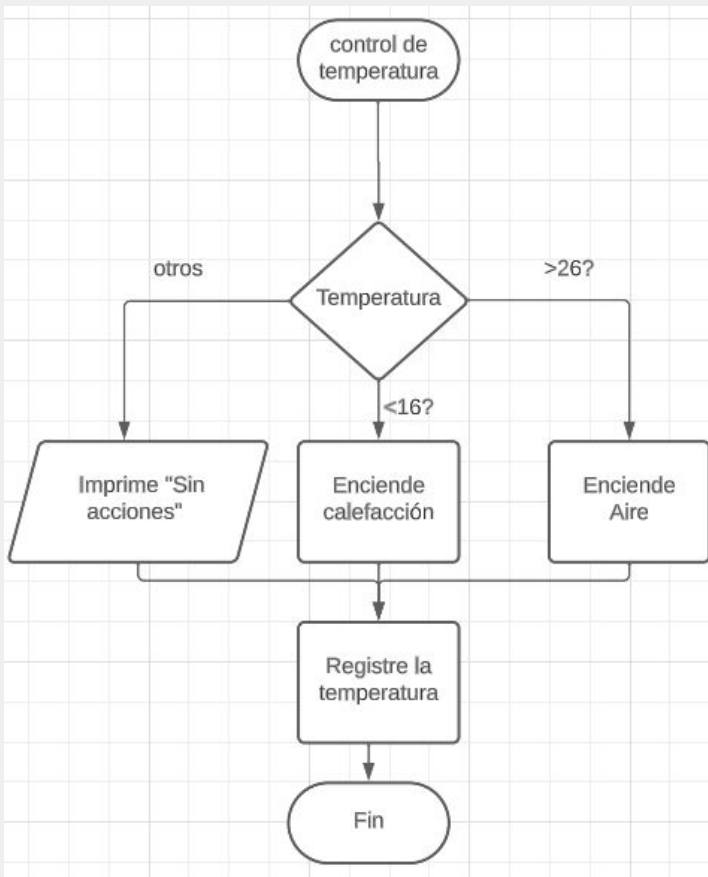 control de
temperatura
otros
>26?
Temperatura
<16?
Imprime "Sin
acciones"
Enciende
calefacción
Enciende
Aire
Registre la
temperatura
Fin